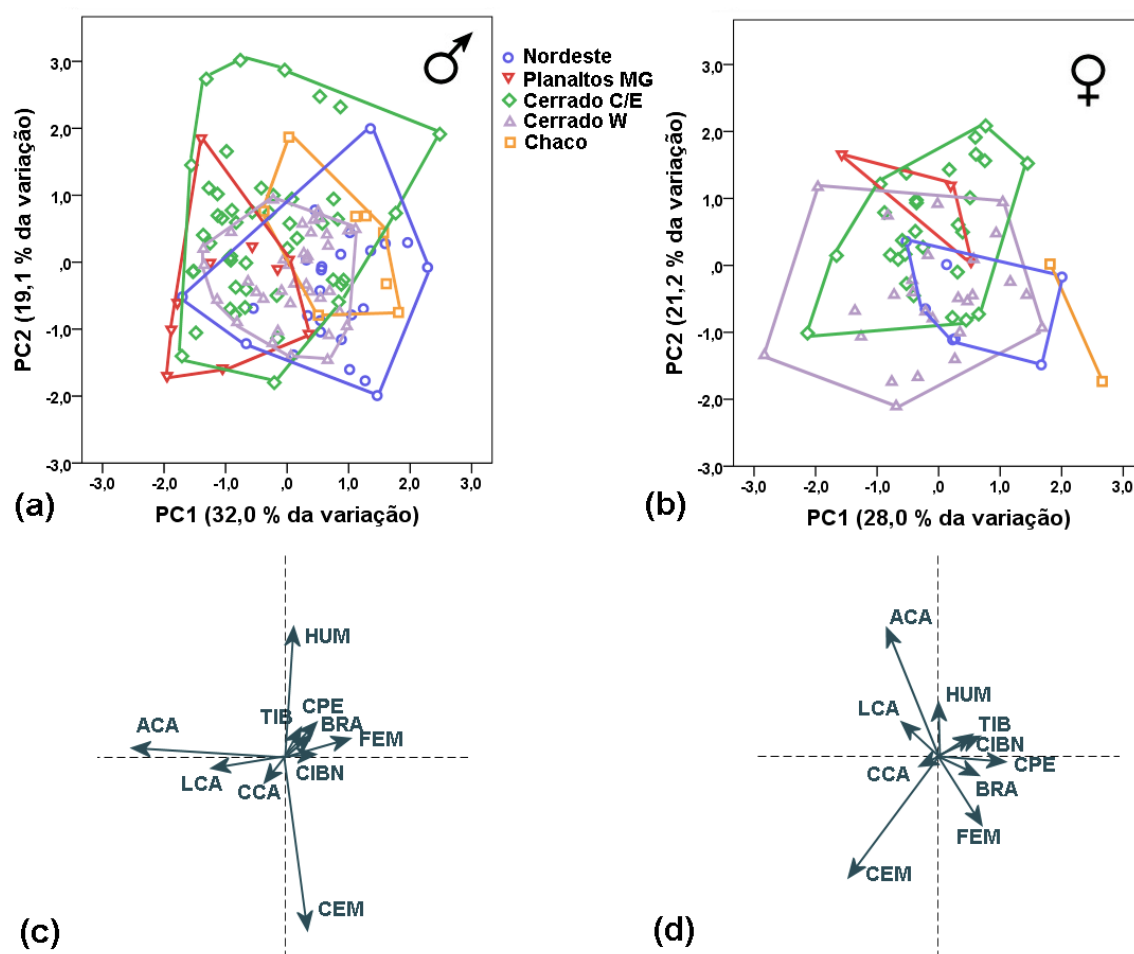 ♂
Nordeste
Planaltos MG
Cerrado C/E
Cerrado W
Chaco
3,0
2,0
1,0
,0
-1,0
-2,0
-3,0
PC2 (19,1 % da variação)
-3,0 -2,0 -1,0 ,0 1,0 2,0 3,0
PC1 (32,0 % da variação)
(a)
♀
3,0
2,0
1,0
,0
-1,0
-2,0
-3,0
PC2 (21,2 % da variação)
-3,0 -2,0 -1,0 ,0 1,0 2,0 3,0
PC1 (28,0 % da variação)
(b)
HUM
CPE
TIB
BRA
ACA
FEM
LCA
CIBN
CCA
CEM
(c)
ACA
HUM
LCA
TIB
CIBN
CCA
CPE
BRA
FEM
CEM
(d)